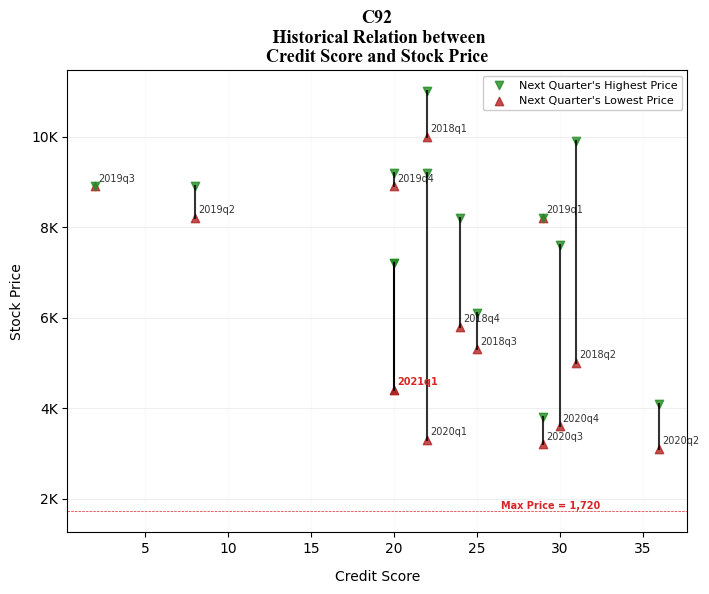 C92
Historical Relation between
Credit Score and Stock Price
Next Quarter's Highest Price
Next Quarter's Lowest Price
Stock Price
10K
8K
6K
4K
2K
2018q1
2019q3
2019q4
2019q2
2019q1
2018q4
2018q3
2018q2
2021q1
2020q4
2020q1
2020q3
2020q2
Max Price = 1,720
5
10
15
20
25
30
35
Credit Score